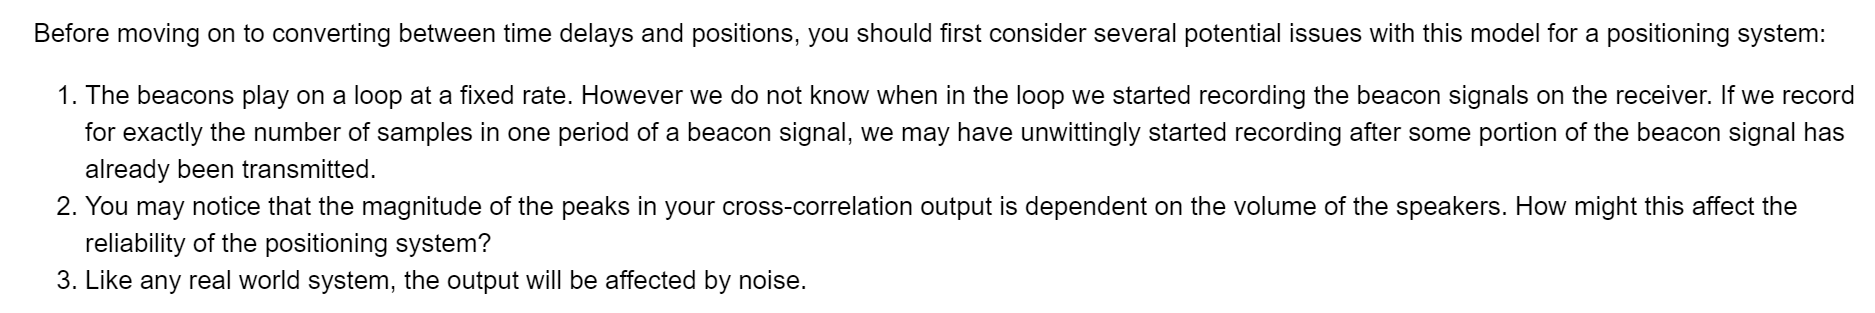 Before moving on to converting between time delays and positions, you should first consider several potential issues with this model for a positioning system:
1. The beacons play on a loop at a fixed rate. However we do not know when in the loop we started recording the beacon signals on the receiver. If we record
for exactly the number of samples in one period of a beacon signal, we may have unwittingly started recording after some portion of the beacon signal has
already been transmitted.
2. You may notice that the magnitude of the peaks in your cross-correlation output is dependent on the volume of the speakers. How might this affect the
reliability of the positioning system?
3. Like any real world system, the output will be affected by noise.